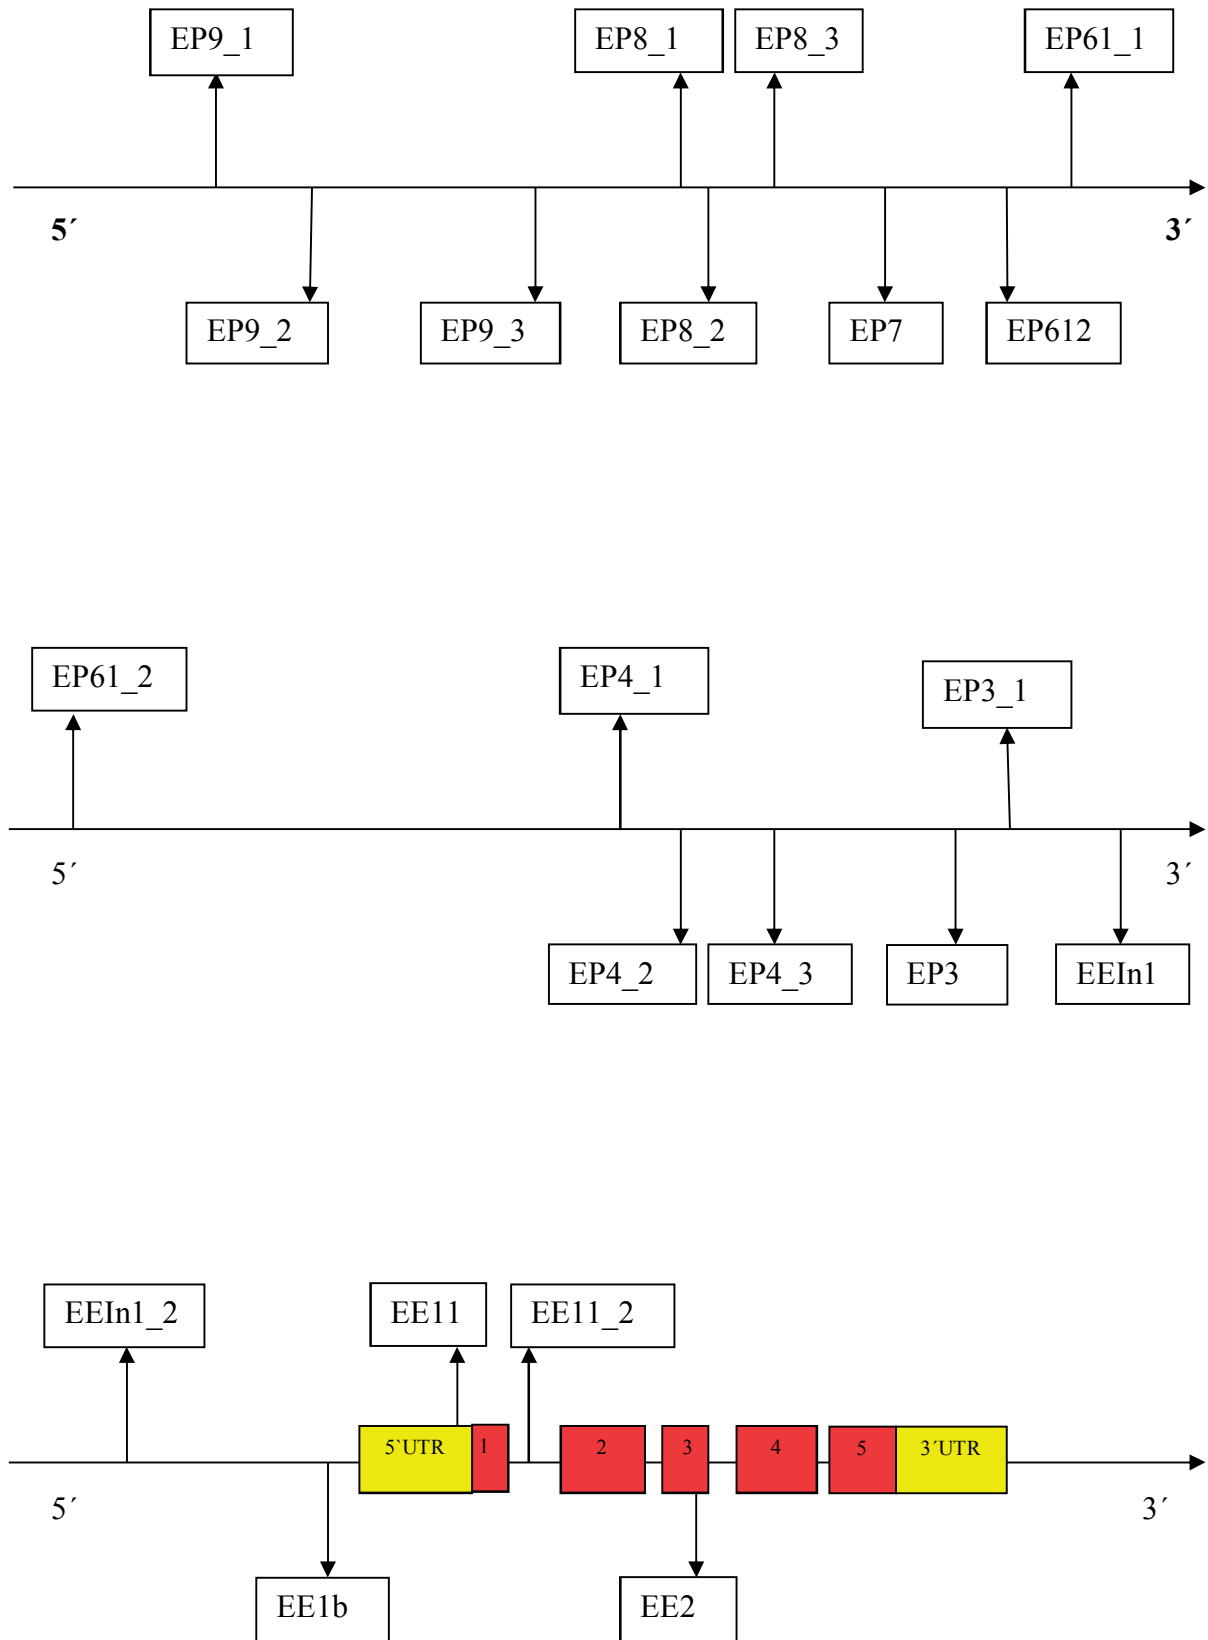 EP9_1 EP8_1 EP8_3 EP61_1
5´ 3´
EP9_2 EP9_3 EP8_2 EP7 EP612
EP61_2 EP4_1 EP3_1
5´ 3´
EP4_2 EP4_3 EP3 EEIn1
EEIn1_2 EE11 EE11_2
5`UTR 1 2 3 4 5 3´UTR
5´ 3´
EE1b EE2